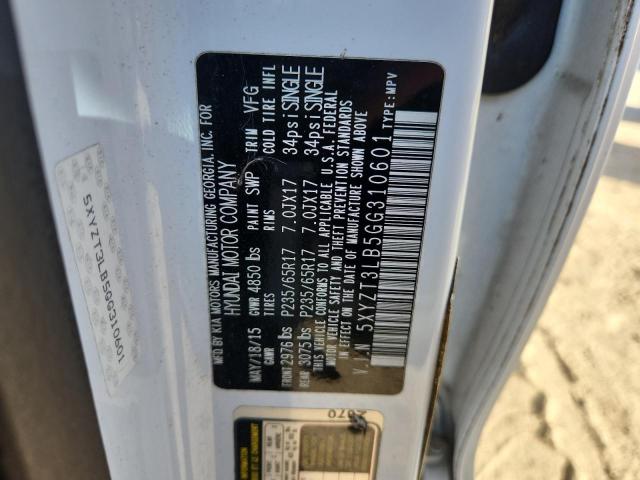 MFD. BY KIA MOTORS MANUFACTURING GEORGIA, INC. FOR
HYUNDAI MOTOR COMPANY
MAY/18/15 GVWR 4850 lbs PAINT SWP TRIM VFG
GAWR TIRES RIMS COLD TIRE INFL
FRONT 2976 lbs P235/65R17 7.0JX17 34psi SINGLE
REAR 3075 lbs P235/65R17 7.0JX17 34psi SINGLE
THIS VEHICLE CONFORMS TO ALL APPLICABLE U.S.A. FEDERAL
MOTOR VEHICLE SAFETY AND THEFT PREVENTION STANDARDS
IN EFFECT ON THE DATE OF MANUFACTURE SHOWN ABOVE.
V.I.N 5XYZT3LB5GG310601 TYPE:MPV
5XYZT3LB5GG310601
2870
INFORMATION